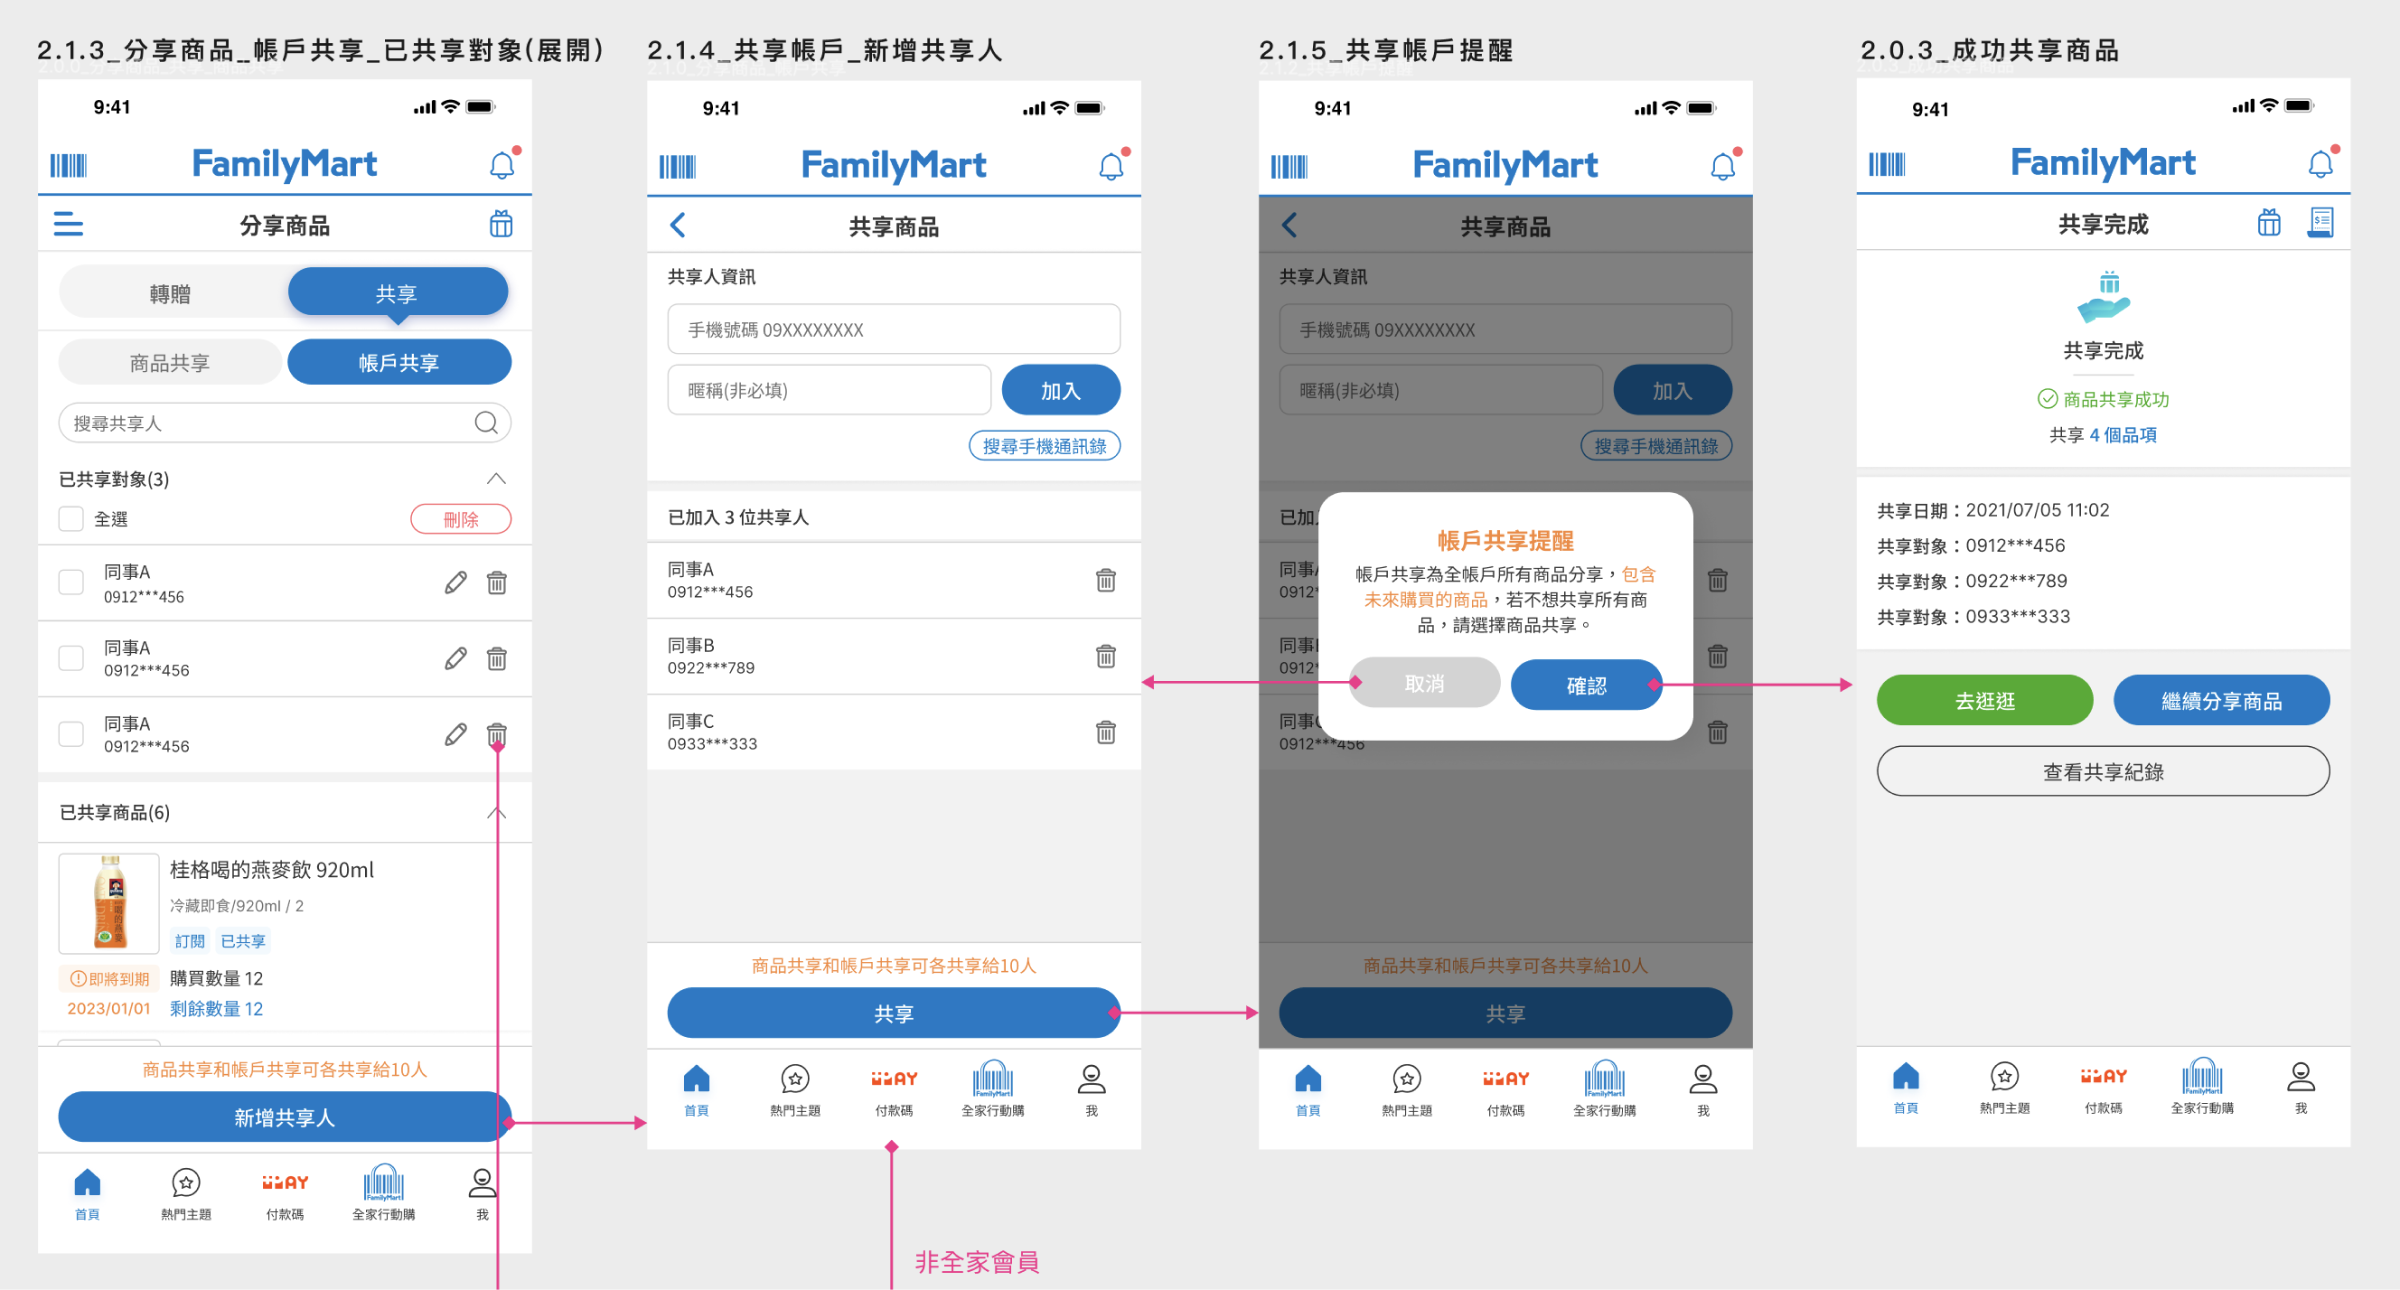 2.1.3_分享商品_帳戶共享_已共享對象(展開)
9:41
FamilyMart
分享商品
轉贈
共享
商品共享
帳戶共享
搜尋共享人
已共享對象(3)
全選
刪除
同事A
0912***456
同事A
0912***456
同事A
0912***456
已共享商品(6)
桂格喝的燕麥飲 920ml
冷藏即食/920ml / 2
訂閱 已共享
即將到期 購買數量 12
2023/01/01 剩餘數量 12
商品共享和帳戶共享可各共享給10人
新增共享人
首頁
熱門主題
付款碼
FamilyMart
全家行動購
我
2.1.4_共享帳戶_新增共享人
9:41
FamilyMart
共享商品
共享人資訊
手機號碼 09XXXXXXXX
暱稱(非必填)
加入
搜尋手機通訊錄
已加入 3 位共享人
同事A
0912***456
同事B
0922***789
同事C
0933***333
商品共享和帳戶共享可各共享給10人
共享
首頁
熱門主題
付款碼
FamilyMart
全家行動購
我
非全家會員
2.1.5_共享帳戶提醒
9:41
FamilyMart
共享商品
共享人資訊
手機號碼 09XXXXXXXX
暱稱(非必填)
加入
搜尋手機通訊錄
已加
帳戶共享提醒
帳戶共享為全帳戶所有商品分享，包含
未來購買的商品，若不想共享所有商
品，請選擇商品共享。
取消
確認
同事
0912
同事
0912
同事
0912***456
商品共享和帳戶共享可各共享給10人
共享
首頁
熱門主題
付款碼
FamilyMart
全家行動購
我
2.0.3_成功共享商品
9:41
FamilyMart
共享完成
共享完成
商品共享成功
共享 4 個品項
共享日期：2021/07/05 11:02
共享對象：0912***456
共享對象：0922***789
共享對象：0933***333
去逛逛
繼續分享商品
查看共享紀錄
首頁
熱門主題
付款碼
FamilyMart
全家行動購
我